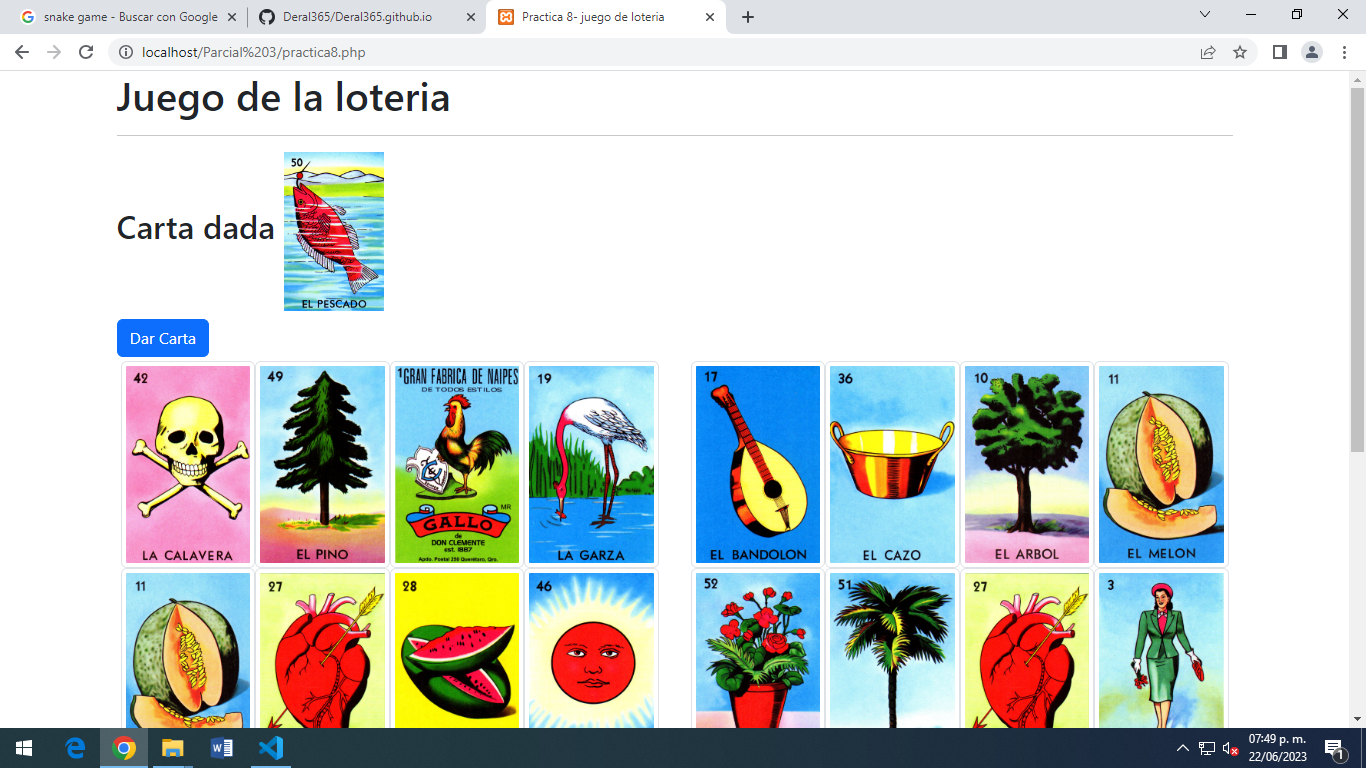 snake game - Buscar con Google
Deral365/Deral365.github.io
Practica 8- juego de loteria
localhost/Parcial%203/practica8.php
Juego de la loteria
Carta dada
50
EL PESCADO
Dar Carta
42
LA CALAVERA
49
EL PINO
1
GRAN FABRICA DE NAIPES
DE TODOS ESTILOS
MR
GALLO
de
DON CLEMENTE
est. 1887
Apdo. Postal 250 Querétaro, Qro.
19
LA GARZA
17
EL BANDOLON
36
EL CAZO
10
EL ARBOL
11
EL MELON
11
27
28
46
52
51
27
3
07:49 p. m.
22/06/2023
1